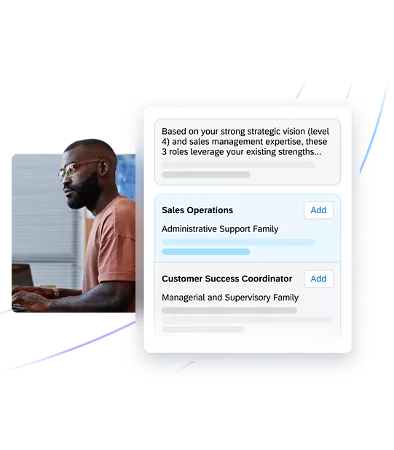 Based on your strong strategic vision (level
4) and sales management expertise, these
3 roles leverage your existing strengths...
Sales Operations
Add
Administrative Support Family
Customer Success Coordinator
Add
Managerial and Supervisory Family